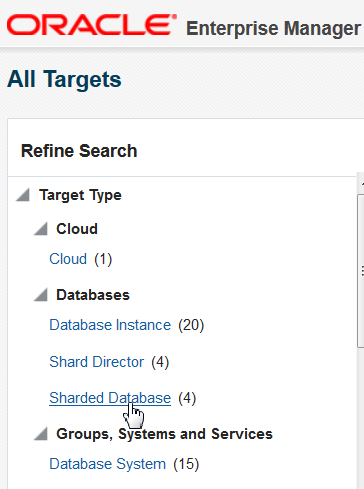 ORACLE Enterprise Manager
All Targets
Refine Search
Target Type
Cloud
Cloud (1)
Databases
Database Instance (20)
Shard Director (4)
Sharded Database (4)
Groups, Systems and Services
Database System (15)